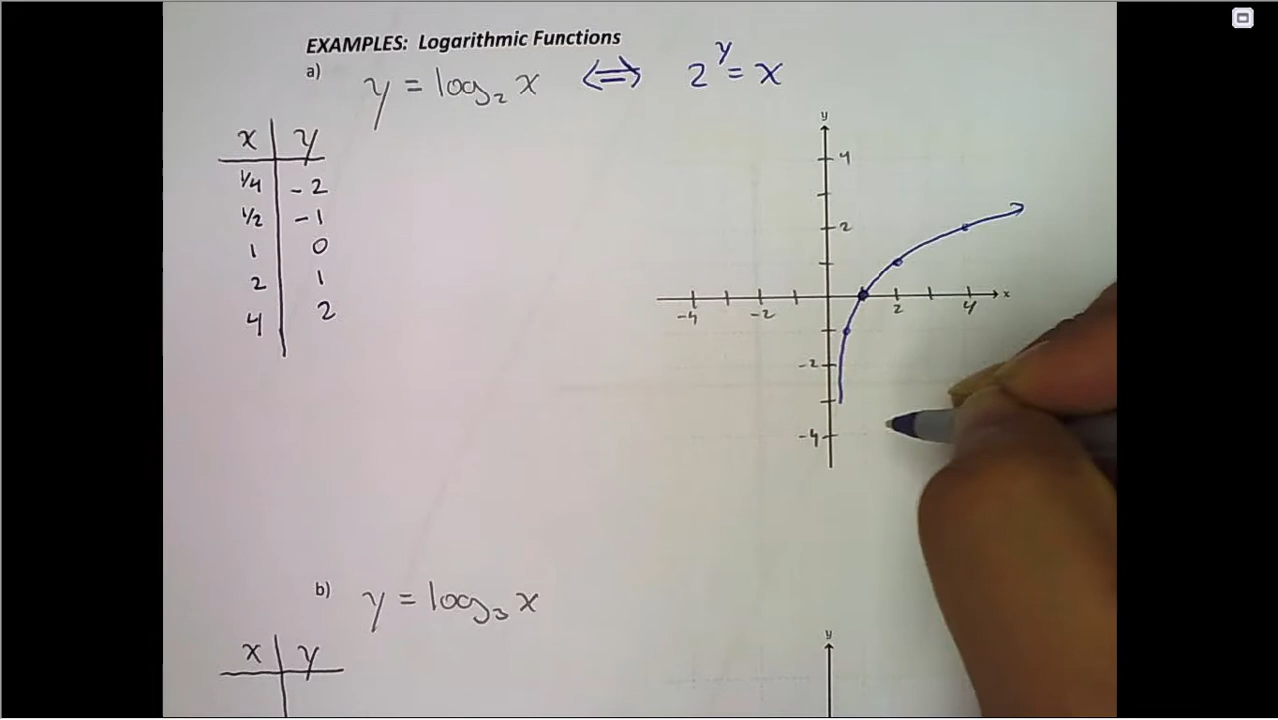 EXAMPLES: Logarithmic Functions
a) y = log₂ x ⇔ 2^y = x
x y
1/4 -2
1/2 -1
1 0
2 1
4 2
y
4
2
-4 -2 2 4 x
-2
-4
b) y = log₃ x
x y
y